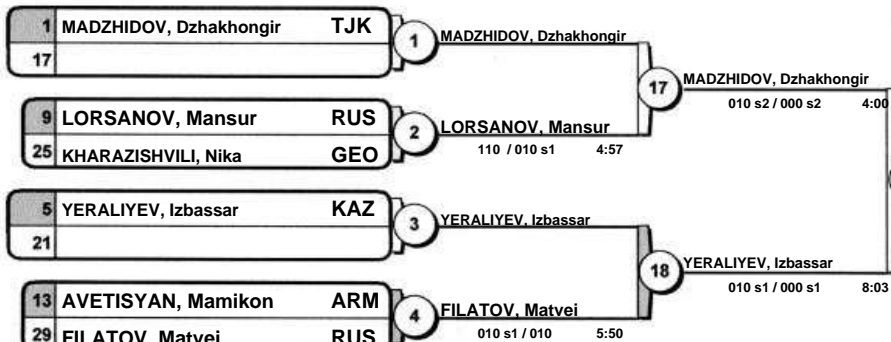 1 MADZHIDOV, Dzhakhongir TJK
17
1
MADZHIDOV, Dzhakhongir
9 LORSANOV, Mansur RUS
25 KHARAZISHVILI, Nika GEO
2
LORSANOV, Mansur
110 / 010 s1 4:57
17
MADZHIDOV, Dzhakhongir
010 s2 / 000 s2 4:00
5 YERALIYEV, Izbassar KAZ
21
3
YERALIYEV, Izbassar
13 AVETISYAN, Mamikon ARM
29 FILATOV, Matvei RUS
4
FILATOV, Matvei
010 s1 / 010 5:50
18
YERALIYEV, Izbassar
010 s1 / 000 s1 8:03